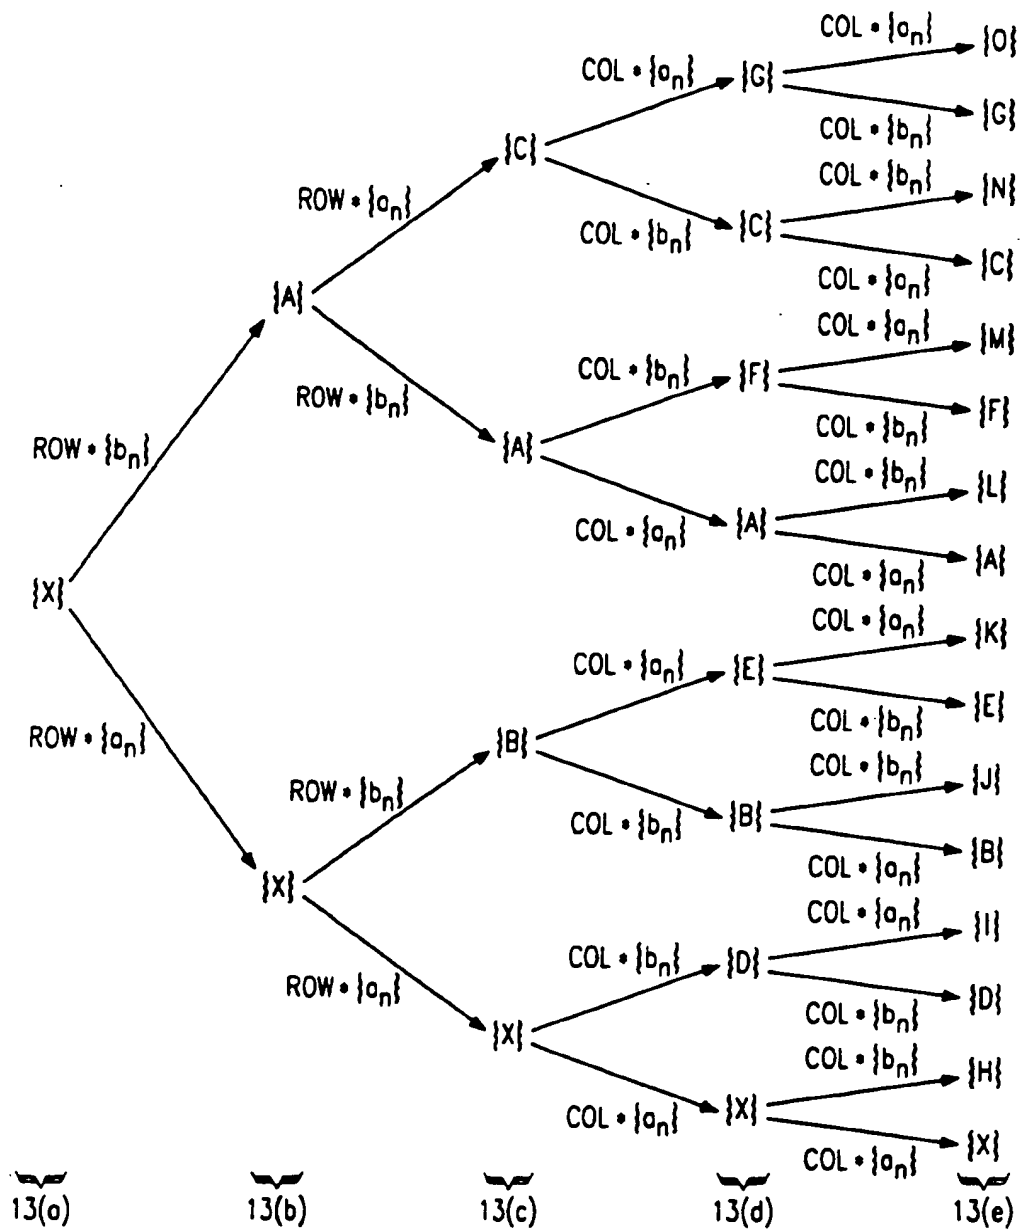 COL * {a_n}
{O}
COL * {a_n}
{G}
{G}
COL * {b_n}
{C}
COL * {b_n}
{N}
ROW * {a_n}
COL * {b_n}
{C}
{C}
COL * {a_n}
{A}
COL * {a_n}
{M}
COL * {b_n}
{F}
ROW * {b_n}
{F}
COL * {b_n}
ROW * {b_n}
{A}
COL * {b_n}
{L}
COL * {a_n}
{A}
{A}
COL * {a_n}
{X}
COL * {a_n}
{K}
COL * {a_n}
{E}
{E}
COL * {b_n}
ROW * {a_n}
{B}
COL * {b_n}
{J}
ROW * {b_n}
COL * {b_n}
{B}
{B}
COL * {a_n}
{X}
COL * {a_n}
{I}
COL * {b_n}
{D}
ROW * {a_n}
{D}
COL * {b_n}
{X}
COL * {b_n}
{H}
COL * {a_n}
{X}
{X}
COL * {a_n}
13(a) 13(b) 13(c) 13(d) 13(e)